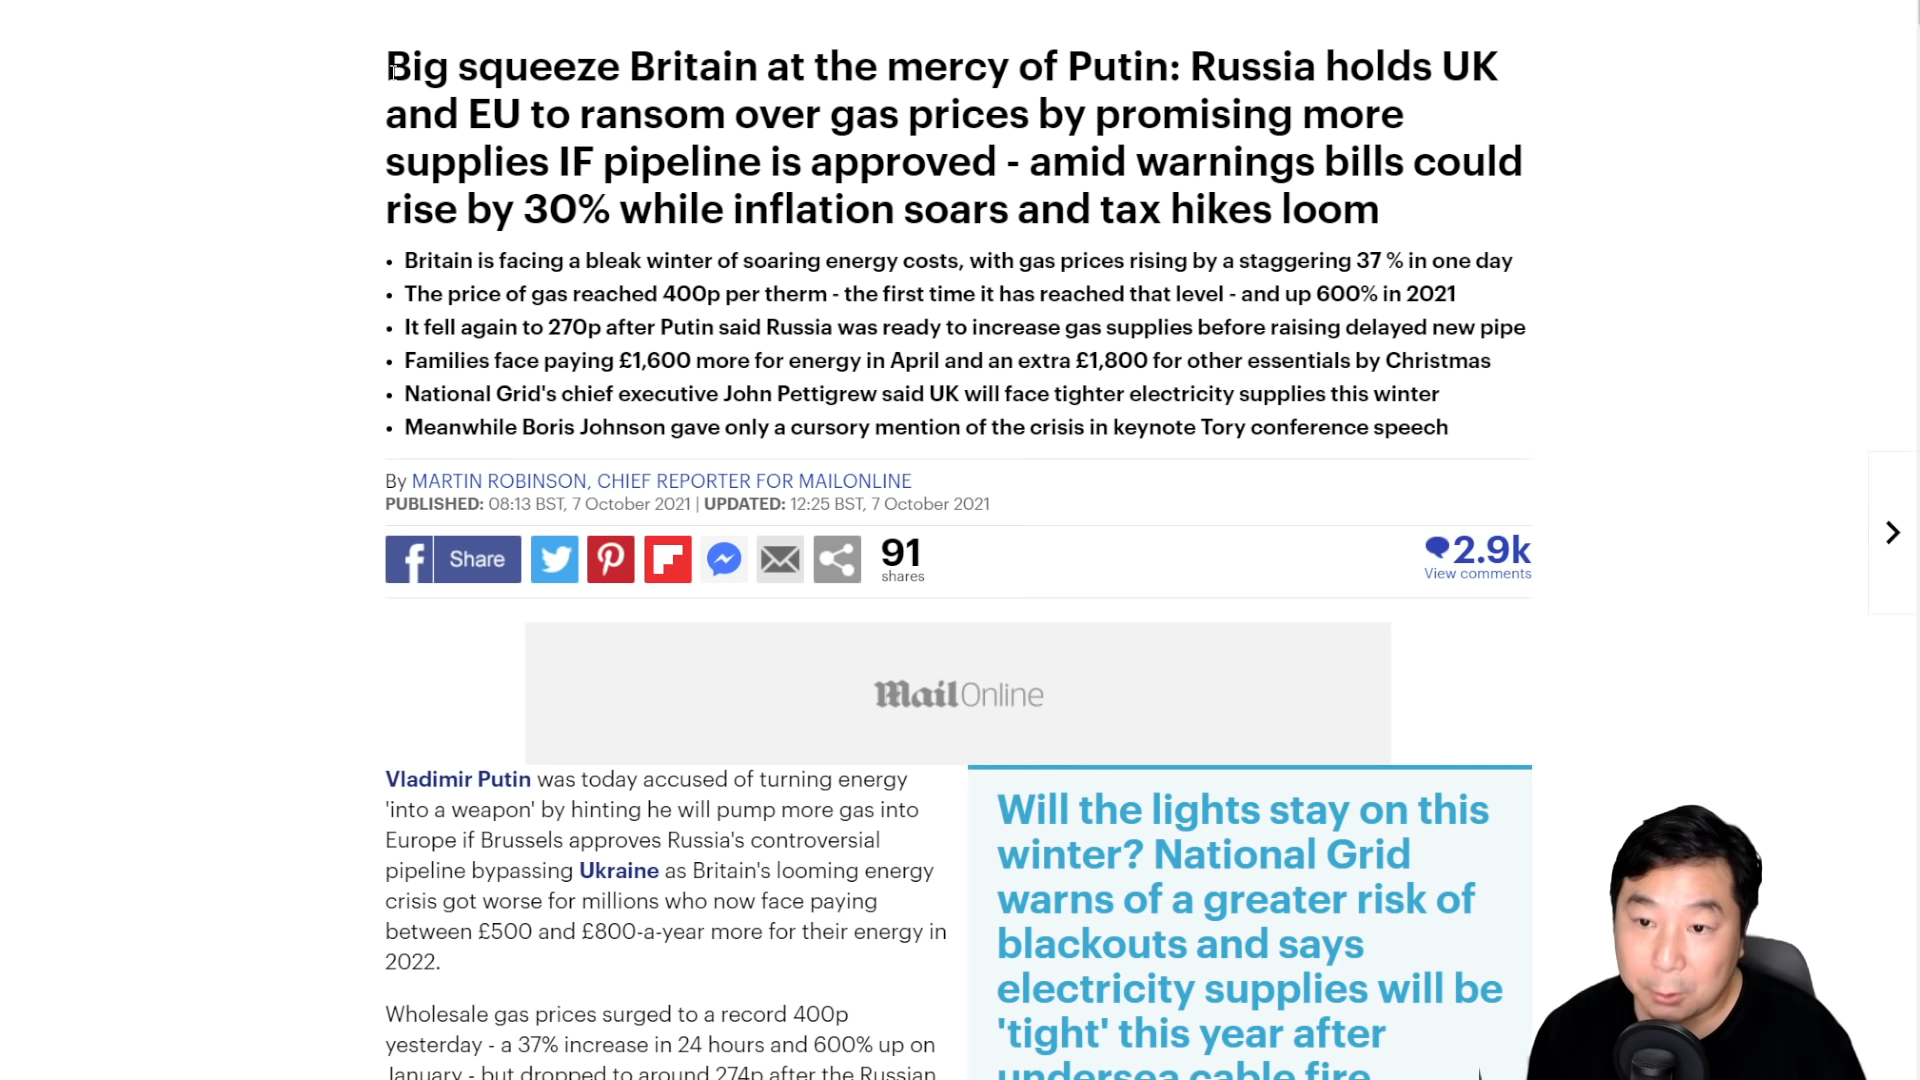 Big squeeze Britain at the mercy of Putin: Russia holds UK
and EU to ransom over gas prices by promising more
supplies IF pipeline is approved - amid warnings bills could
rise by 30% while inflation soars and tax hikes loom
• Britain is facing a bleak winter of soaring energy costs, with gas prices rising by a staggering 37 % in one day
• The price of gas reached 400p per therm - the first time it has reached that level - and up 600% in 2021
• It fell again to 270p after Putin said Russia was ready to increase gas supplies before raising delayed new pipe
• Families face paying £1,600 more for energy in April and an extra £1,800 for other essentials by Christmas
• National Grid's chief executive John Pettigrew said UK will face tighter electricity supplies this winter
• Meanwhile Boris Johnson gave only a cursory mention of the crisis in keynote Tory conference speech
By MARTIN ROBINSON, CHIEF REPORTER FOR MAILONLINE
PUBLISHED: 08:13 BST, 7 October 2021 | UPDATED: 12:25 BST, 7 October 2021
Share
91
shares
2.9k
View comments
MailOnline
Vladimir Putin was today accused of turning energy
'into a weapon' by hinting he will pump more gas into
Europe if Brussels approves Russia's controversial
pipeline bypassing Ukraine as Britain's looming energy
crisis got worse for millions who now face paying
between £500 and £800-a-year more for their energy in
2022.
Wholesale gas prices surged to a record 400p
yesterday - a 37% increase in 24 hours and 600% up on
January - but dropped to around 274p after the Russian
Will the lights stay on this
winter? National Grid
warns of a greater risk of
blackouts and says
electricity supplies will be
'tight' this year after
undersea cable fire